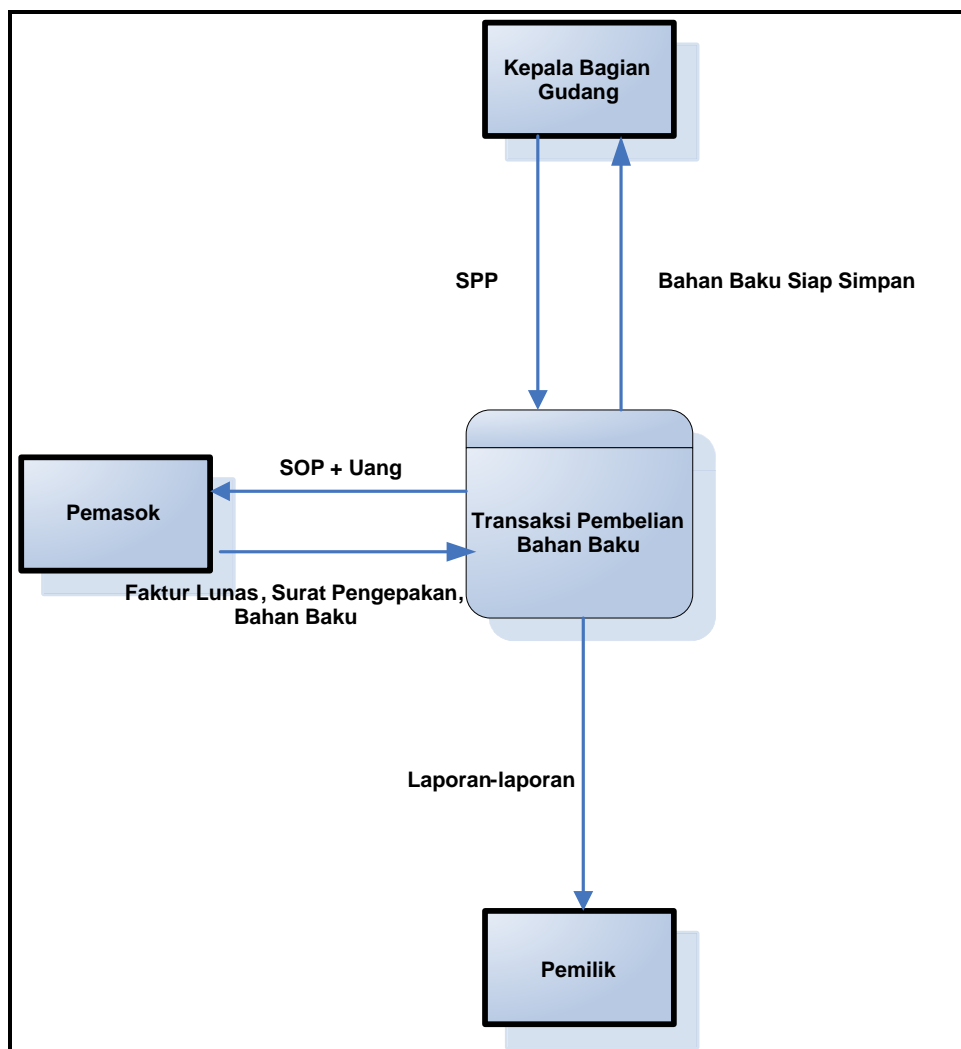 Kepala Bagian
Gudang
SPP
Bahan Baku Siap Simpan
SOP + Uang
Pemasok
Transaksi Pembelian
Bahan Baku
Faktur Lunas, Surat Pengepakan,
Bahan Baku
Laporan-laporan
Pemilik